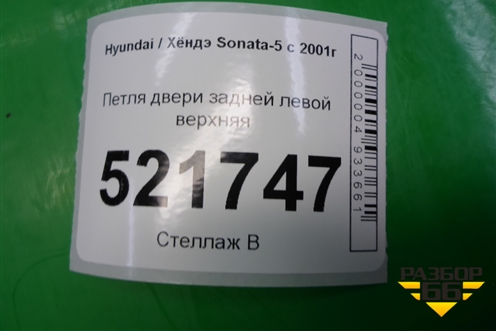 Hyundai / Хёндэ Sonata-5 с 2001г
Петля двери задней левой
верхняя
521747
Стеллаж В
2000004933661
РАЗБОР
66